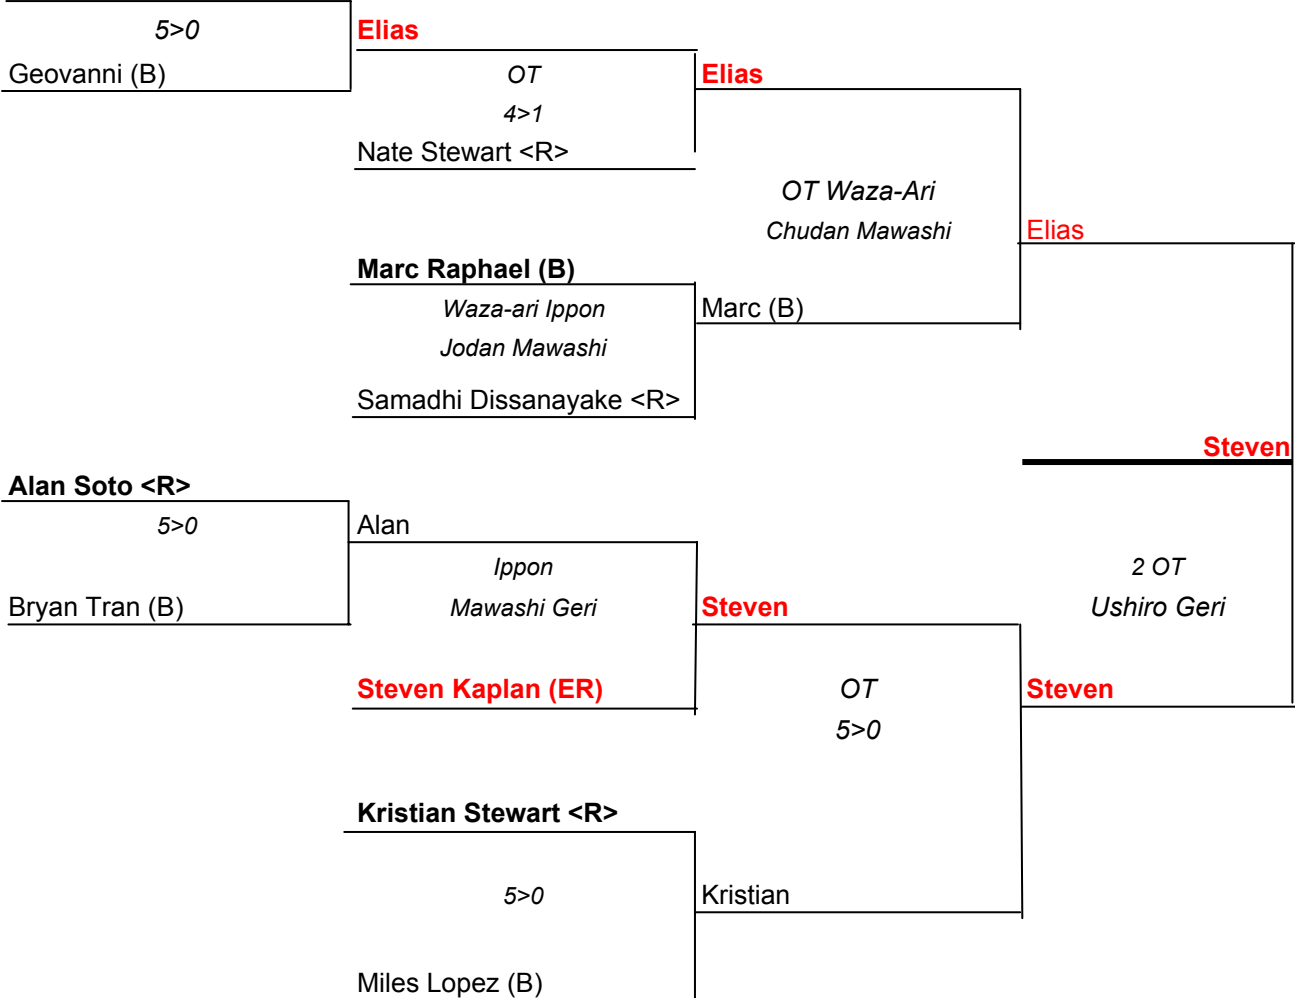 5>0
Elias
Geovanni (B)
OT
4>1
Elias
Nate Stewart <R>
OT Waza-Ari
Chudan Mawashi
Elias
Marc Raphael (B)
Waza-ari Ippon
Jodan Mawashi
Marc (B)
Samadhi Dissanayake <R>
Steven
Alan Soto <R>
5>0
Alan
Bryan Tran (B)
Ippon
Mawashi Geri
Steven
2 OT
Ushiro Geri
Steven Kaplan (ER)
OT
5>0
Steven
Kristian Stewart <R>
5>0
Kristian
Miles Lopez (B)